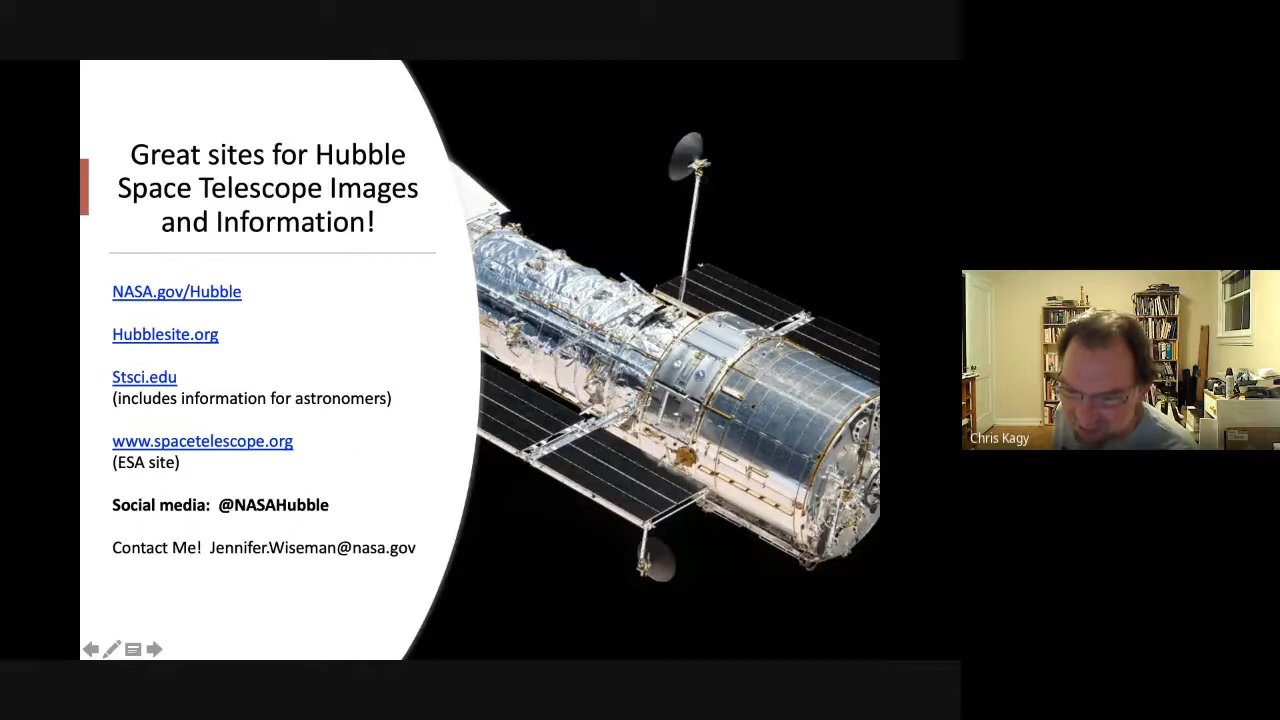 Great sites for Hubble
Space Telescope Images
and Information!
NASA.gov/Hubble
Hubblesite.org
Stsci.edu
(includes information for astronomers)
www.spacetelescope.org
(ESA site)
Social media:  @NASAHubble
Contact Me!  Jennifer.Wiseman@nasa.gov
Chris Kagy